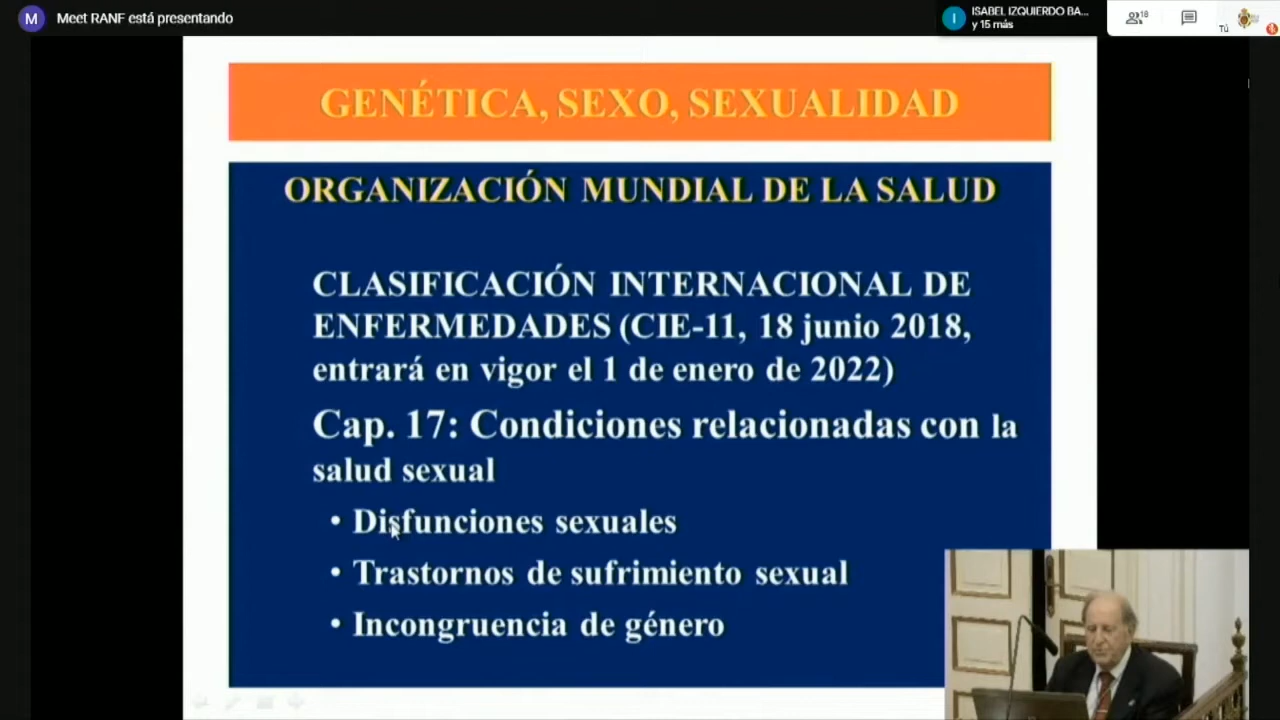 M Meet RANF está presentando
I ISABEL IZQUIERDO BA...
y 15 más
18
Tú
GENÉTICA, SEXO, SEXUALIDAD
ORGANIZACIÓN MUNDIAL DE LA SALUD
CLASIFICACIÓN INTERNACIONAL DE
ENFERMEDADES (CIE-11, 18 junio 2018,
entrará en vigor el 1 de enero de 2022)
Cap. 17: Condiciones relacionadas con la
salud sexual
• Disfunciones sexuales
• Trastornos de sufrimiento sexual
• Incongruencia de género